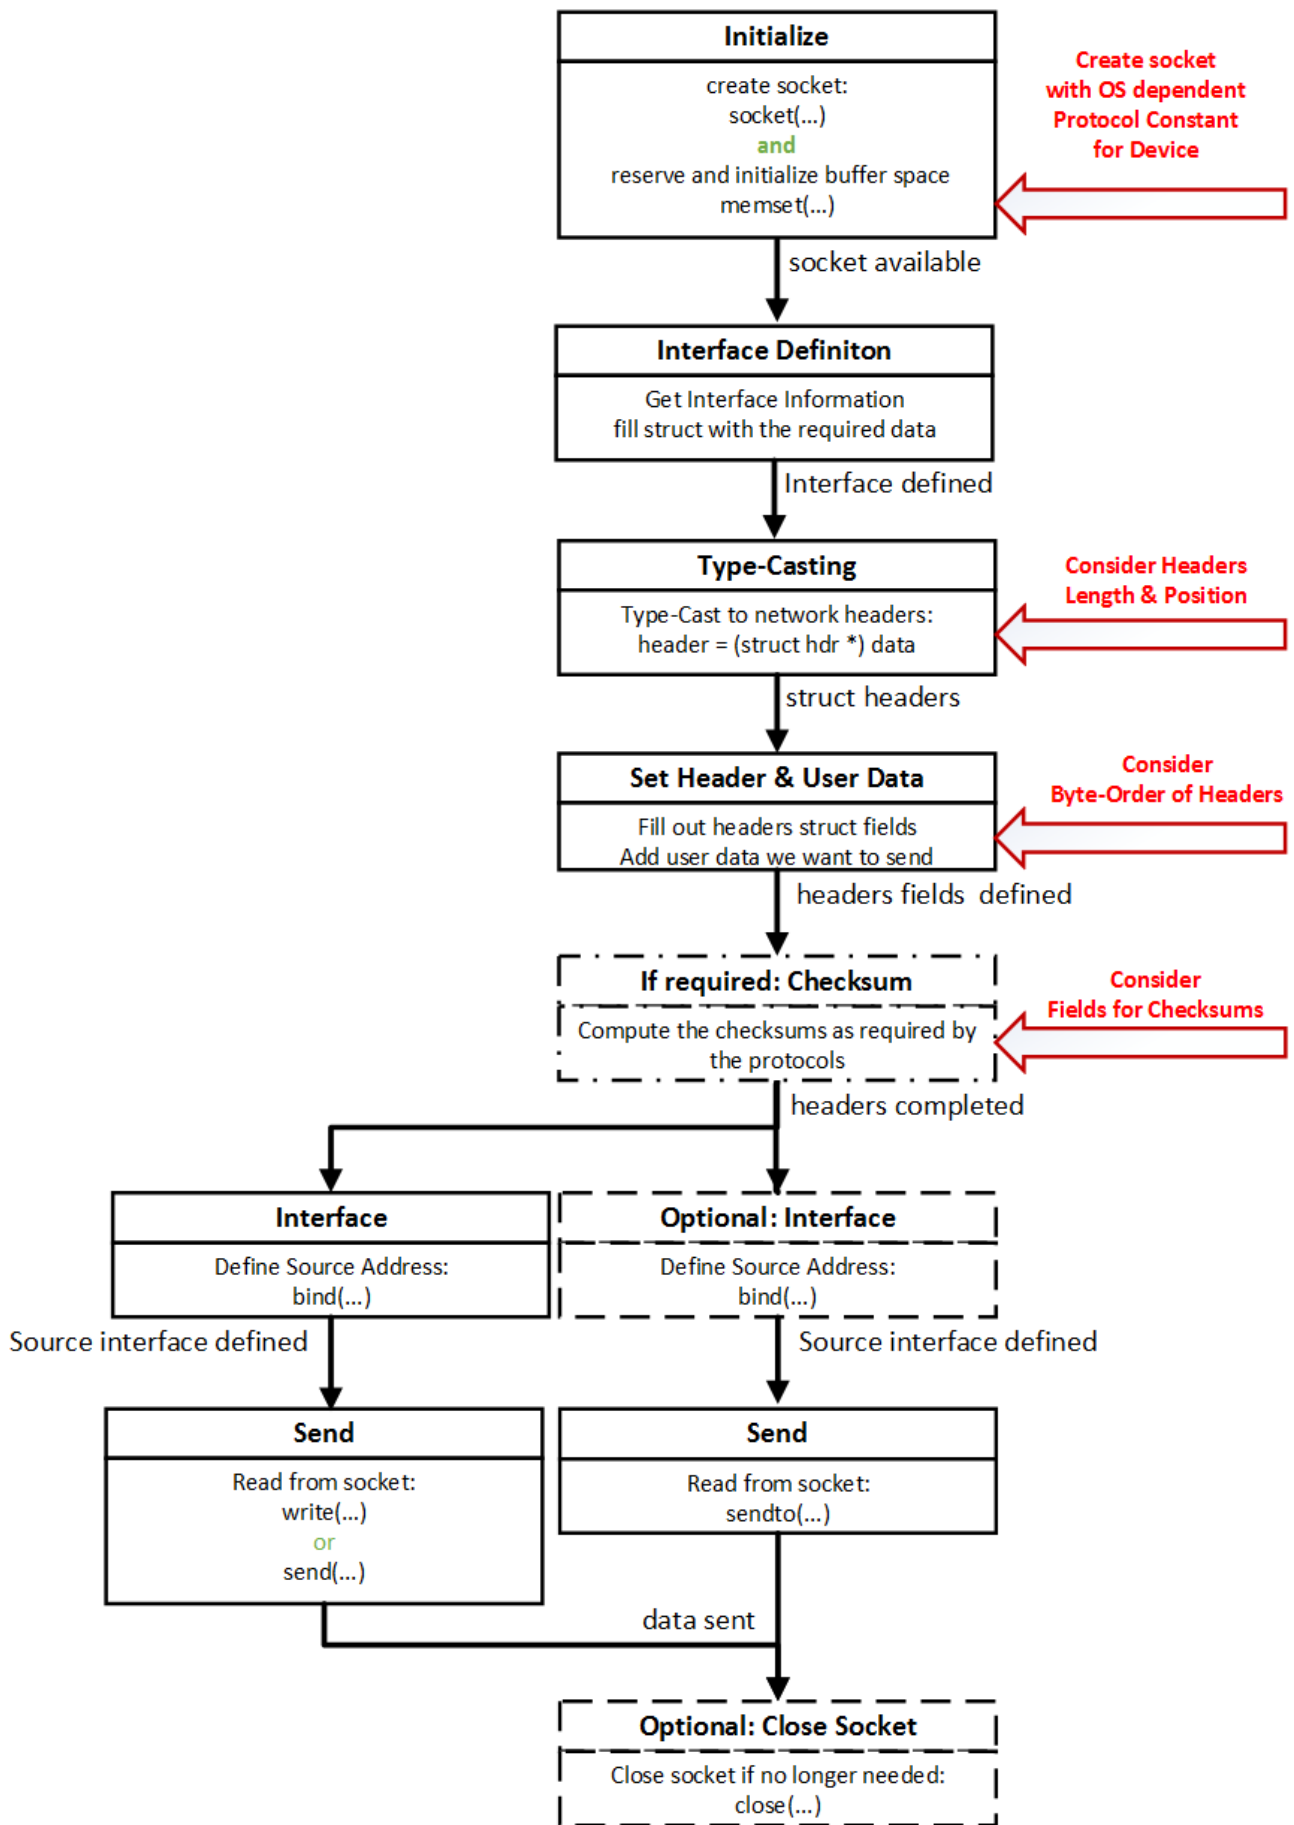 Initialize
create socket:
socket(...)
and
reserve and initialize buffer space
memset(...)
Create socket
with OS dependent
Protocol Constant
for Device
socket available
Interface Definiton
Get Interface Information
fill struct with the required data
Interface defined
Type-Casting
Type-Cast to network headers:
header = (struct hdr *) data
Consider Headers
Length & Position
struct headers
Set Header & User Data
Fill out headers struct fields
Add user data we want to send
Consider
Byte-Order of Headers
headers fields defined
If required: Checksum
Compute the checksums as required by
the protocols
Consider
Fields for Checksums
headers completed
Interface
Define Source Address:
bind(...)
Optional: Interface
Define Source Address:
bind(...)
Source interface defined
Source interface defined
Send
Read from socket:
write(...)
or
send(...)
Send
Read from socket:
sendto(...)
data sent
Optional: Close Socket
Close socket if no longer needed:
close(...)